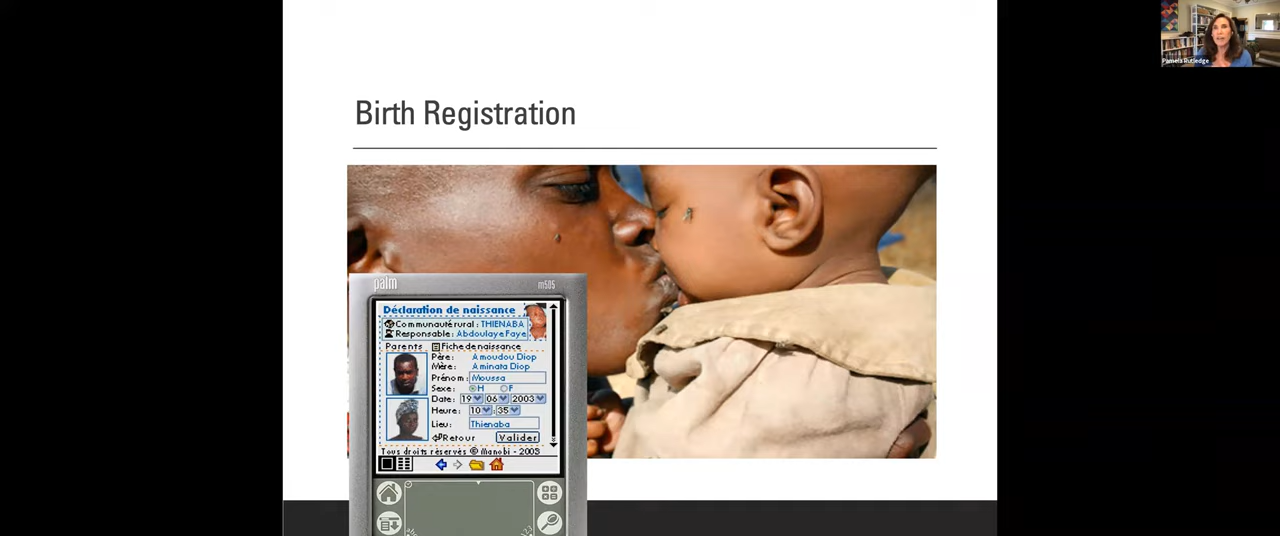 Pamela Rutledge
Birth Registration
palm
m505
Déclaration de naissance
Communauté rural : THIENABA
Responsable : Abdoulaye Faye
Parents Fiche de naissance
Père : Amoudou Diop
Mère : Aminata Diop
Prénom : Moussa
Sexe : H F
Date : 19 06 2003
Heure : 10 : 35
Lieu : Thienaba
Retour Valider
Tous droits réservés © Manobi - 2003